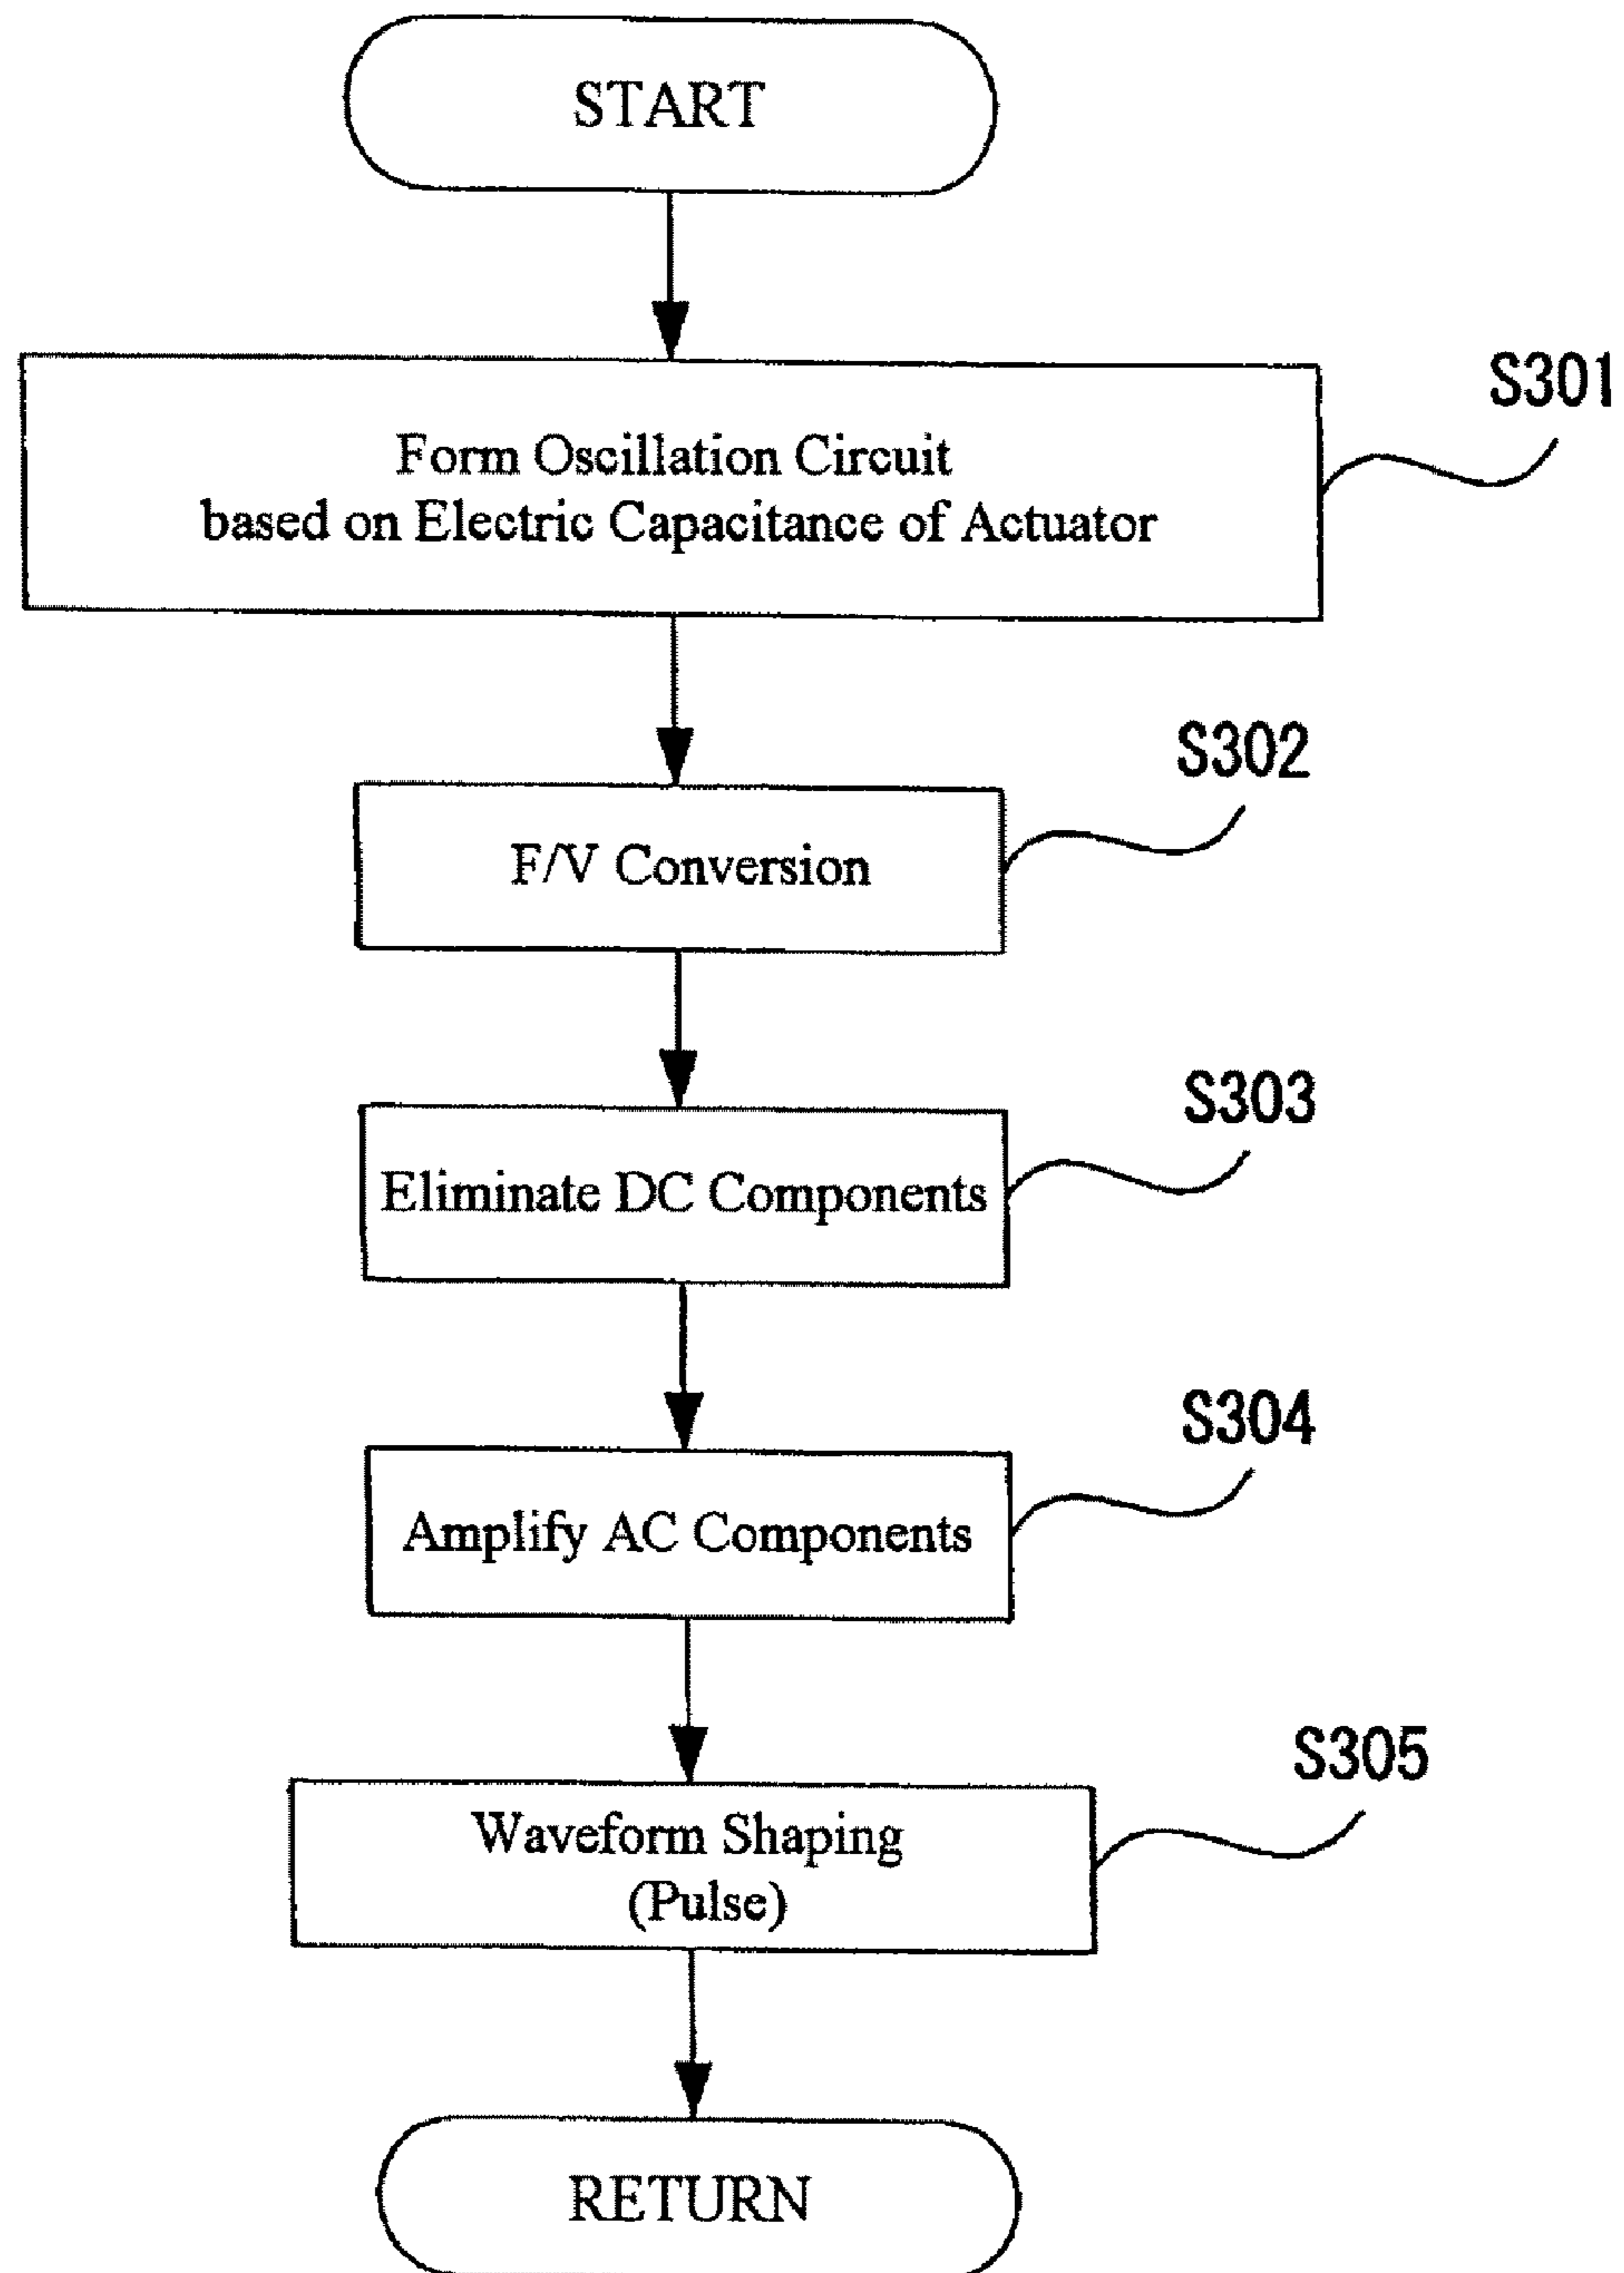 START
S301
Form Oscillation Circuit
based on Electric Capacitance of Actuator
S302
F/V Conversion
S303
Eliminate DC Components
S304
Amplify AC Components
S305
Waveform Shaping
(Pulse)
RETURN